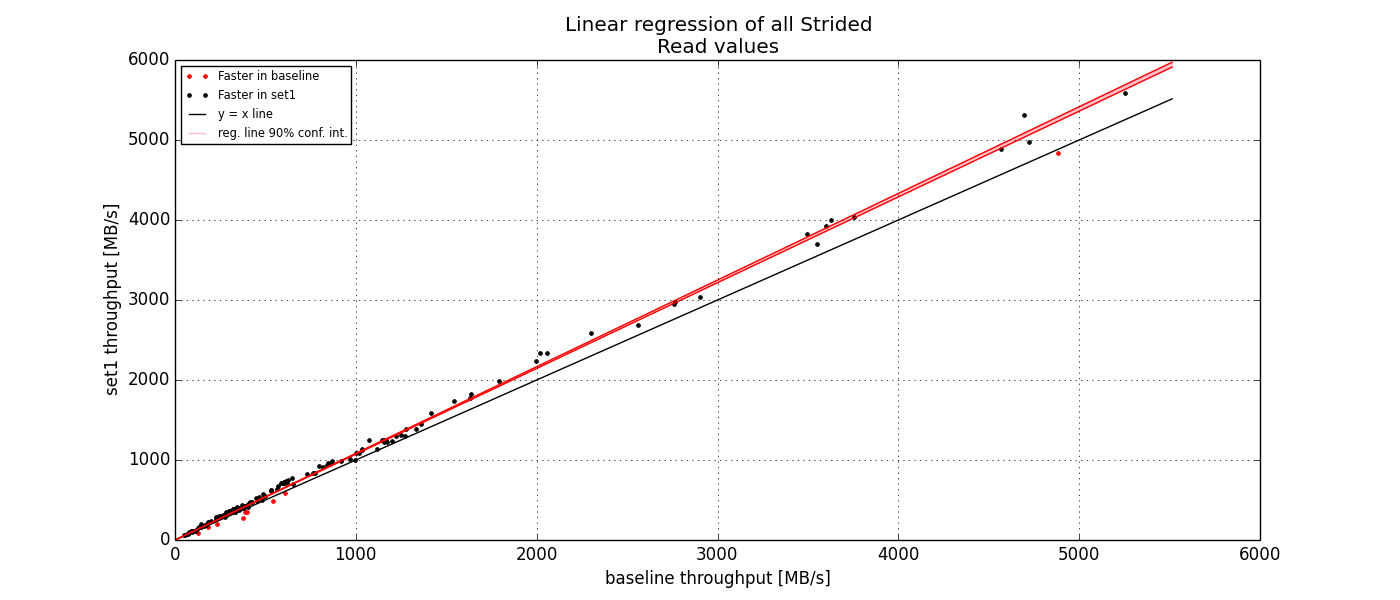 Linear regression of all Strided
Read values
Faster in baseline
Faster in set1
y = x line
reg. line 90% conf. int.
6000
5000
4000
3000
2000
1000
0
set1 throughput [MB/s]
0
1000
2000
3000
4000
5000
6000
baseline throughput [MB/s]